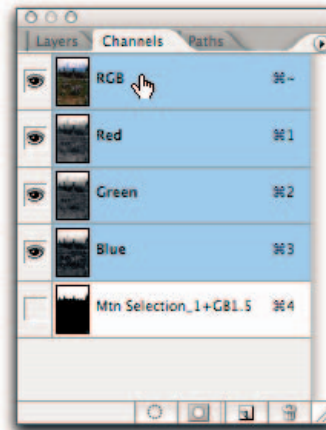 Layers Channels Paths
RGB ⌘~
Red ⌘1
Green ⌘2
Blue ⌘3
Mtn Selection_1+GB1.5 ⌘4